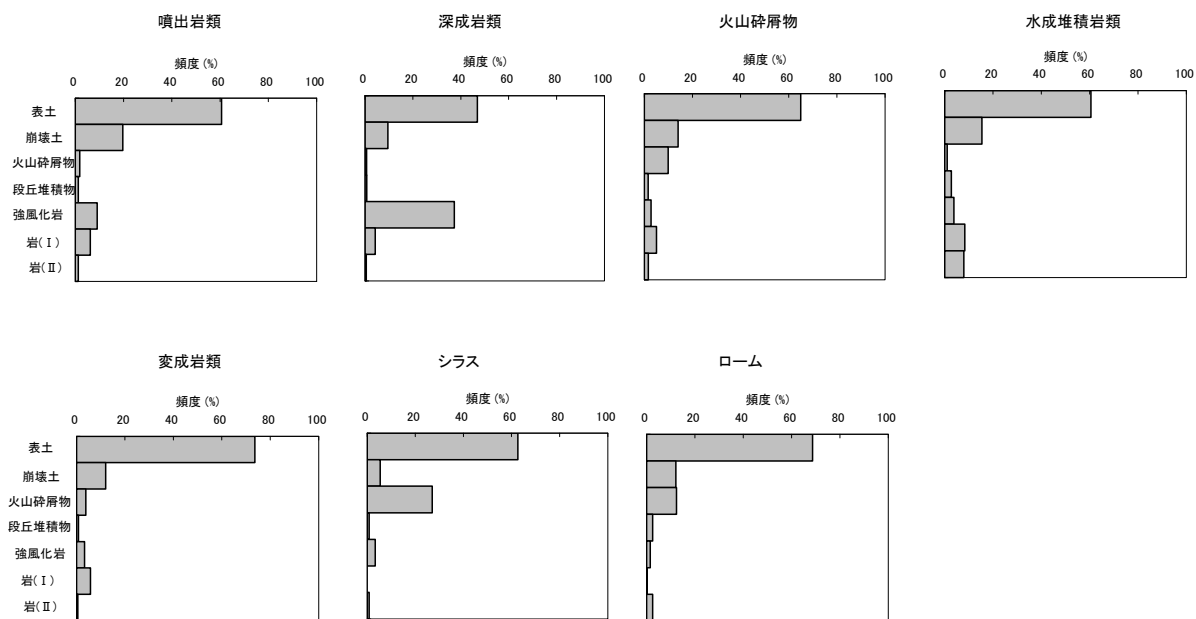 噴出岩類
頻度(%)
0 20 40 60 80 100
表土
崩壊土
火山砕屑物
段丘堆積物
強風化岩
岩(Ⅰ)
岩(Ⅱ)
深成岩類
頻度(%)
0 20 40 60 80 100
火山砕屑物
頻度(%)
0 20 40 60 80 100
水成堆積岩類
頻度(%)
0 20 40 60 80 100
変成岩類
頻度(%)
0 20 40 60 80 100
表土
崩壊土
火山砕屑物
段丘堆積物
強風化岩
岩(Ⅰ)
岩(Ⅱ)
シラス
頻度(%)
0 20 40 60 80 100
ローム
頻度(%)
0 20 40 60 80 100